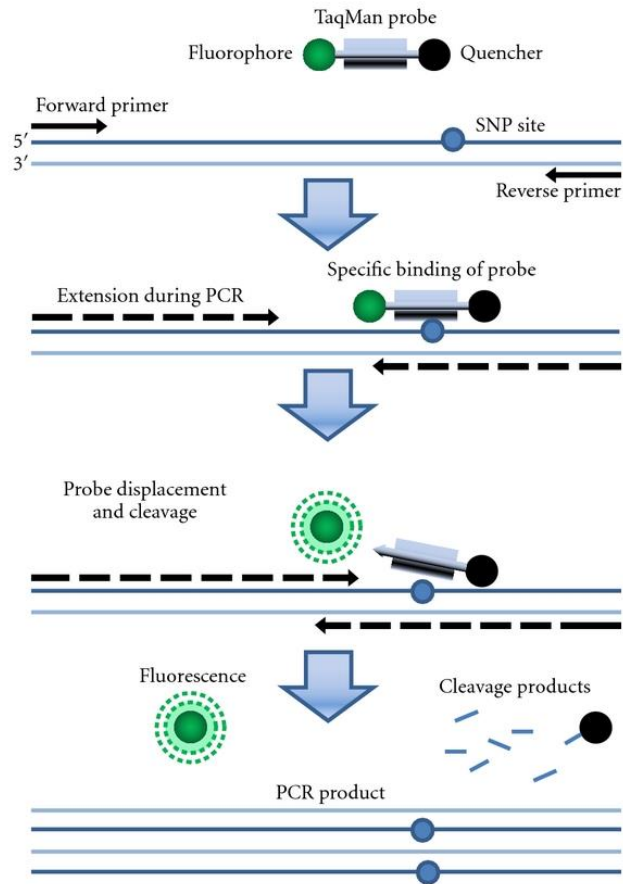 TaqMan probe
Fluorophore
Quencher
Forward primer
SNP site
5′
3′
Reverse primer
Specific binding of probe
Extension during PCR
Probe displacement
and cleavage
Fluorescence
Cleavage products
PCR product